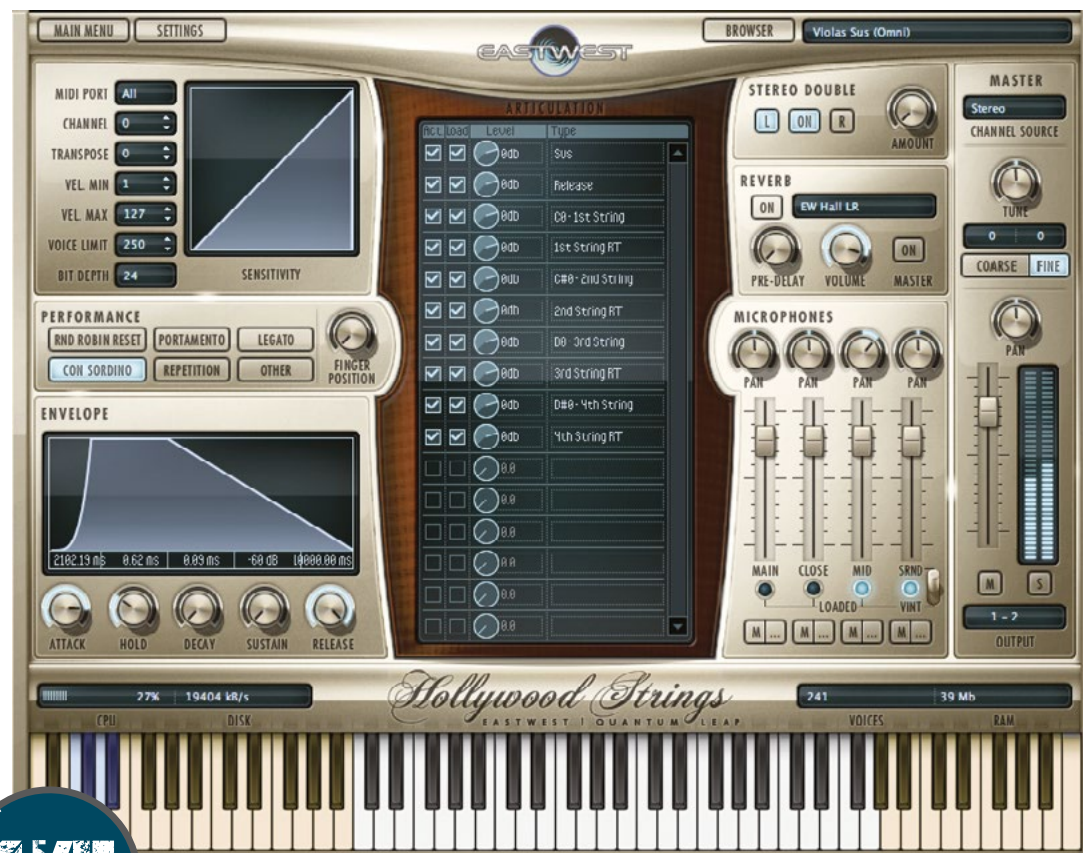 MAIN MENU
SETTINGS
EASTWEST
BROWSER
Violas Sus (Omni)
MIDI PORT All
CHANNEL 0
TRANSPOSE 0
VEL. MIN 1
VEL. MAX 127
VOICE LIMIT 250
BIT DEPTH 24
SENSITIVITY
PERFORMANCE
RND ROBIN RESET PORTAMENTO LEGATO
CON SORDINO REPETITION OTHER
FINGER
POSITION
ENVELOPE
2102.19 ms 0.62 ms 0.09 ms -60 dB 10000.00 ms
ATTACK HOLD DECAY SUSTAIN RELEASE
ARTICULATION
Act. Load Level Type
0db Sus
0db Release
0db C0-1st String
0db 1st String RT
0db C#0-2nd String
0db 2nd String RT
0db D0-3rd String
0db 3rd String RT
0db D#0-4th String
0db 4th String RT
0.0
0.0
0.0
0.0
0.0
0.0
STEREO DOUBLE
L ON R
AMOUNT
REVERB
ON EW Hall LR
ON
PRE-DELAY VOLUME MASTER
MICROPHONES
PAN PAN PAN PAN
MAIN CLOSE MID SRND
LOADED VINT
M ... M ... M ... M ...
MASTER
Stereo
CHANNEL SOURCE
TUNE
0 0
COARSE FINE
PAN
M S
1 - 2
OUTPUT
27% 19404 kB/s
CPU DISK
Hollywood Strings
EASTWEST | QUANTUM LEAP
241 39 Mb
VOICES RAM